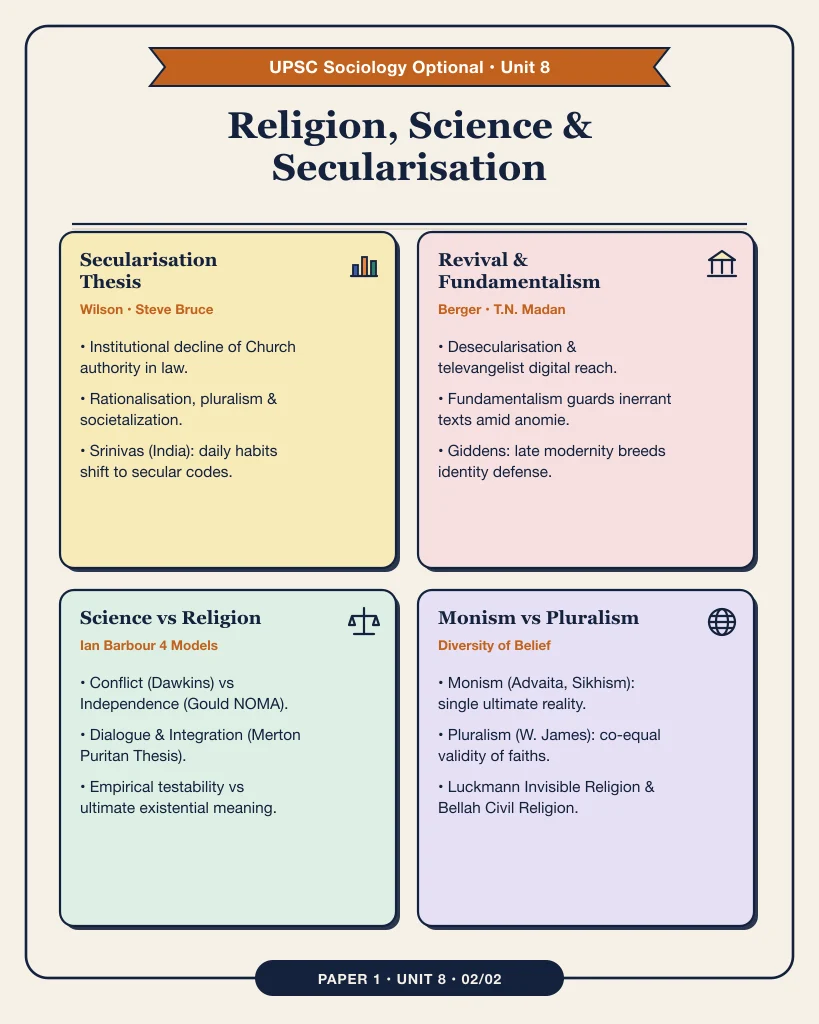 UPSC Sociology Optional • Unit 8
Religion, Science &
Secularisation
Secularisation
Thesis
Wilson • Steve Bruce
• Institutional decline of Church
authority in law.
• Rationalisation, pluralism &
societalization.
• Srinivas (India): daily habits
shift to secular codes.
Revival &
Fundamentalism
Berger • T.N. Madan
• Desecularisation &
televangelist digital reach.
• Fundamentalism guards inerrant
texts amid anomie.
• Giddens: late modernity breeds
identity defense.
Science vs Religion
Ian Barbour 4 Models
• Conflict (Dawkins) vs
Independence (Gould NOMA).
• Dialogue & Integration (Merton
Puritan Thesis).
• Empirical testability vs
ultimate existential meaning.
Monism vs Pluralism
Diversity of Belief
• Monism (Advaita, Sikhism):
single ultimate reality.
• Pluralism (W. James): co-equal
validity of faiths.
• Luckmann Invisible Religion &
Bellah Civil Religion.
PAPER 1 • UNIT 8 • 02/02